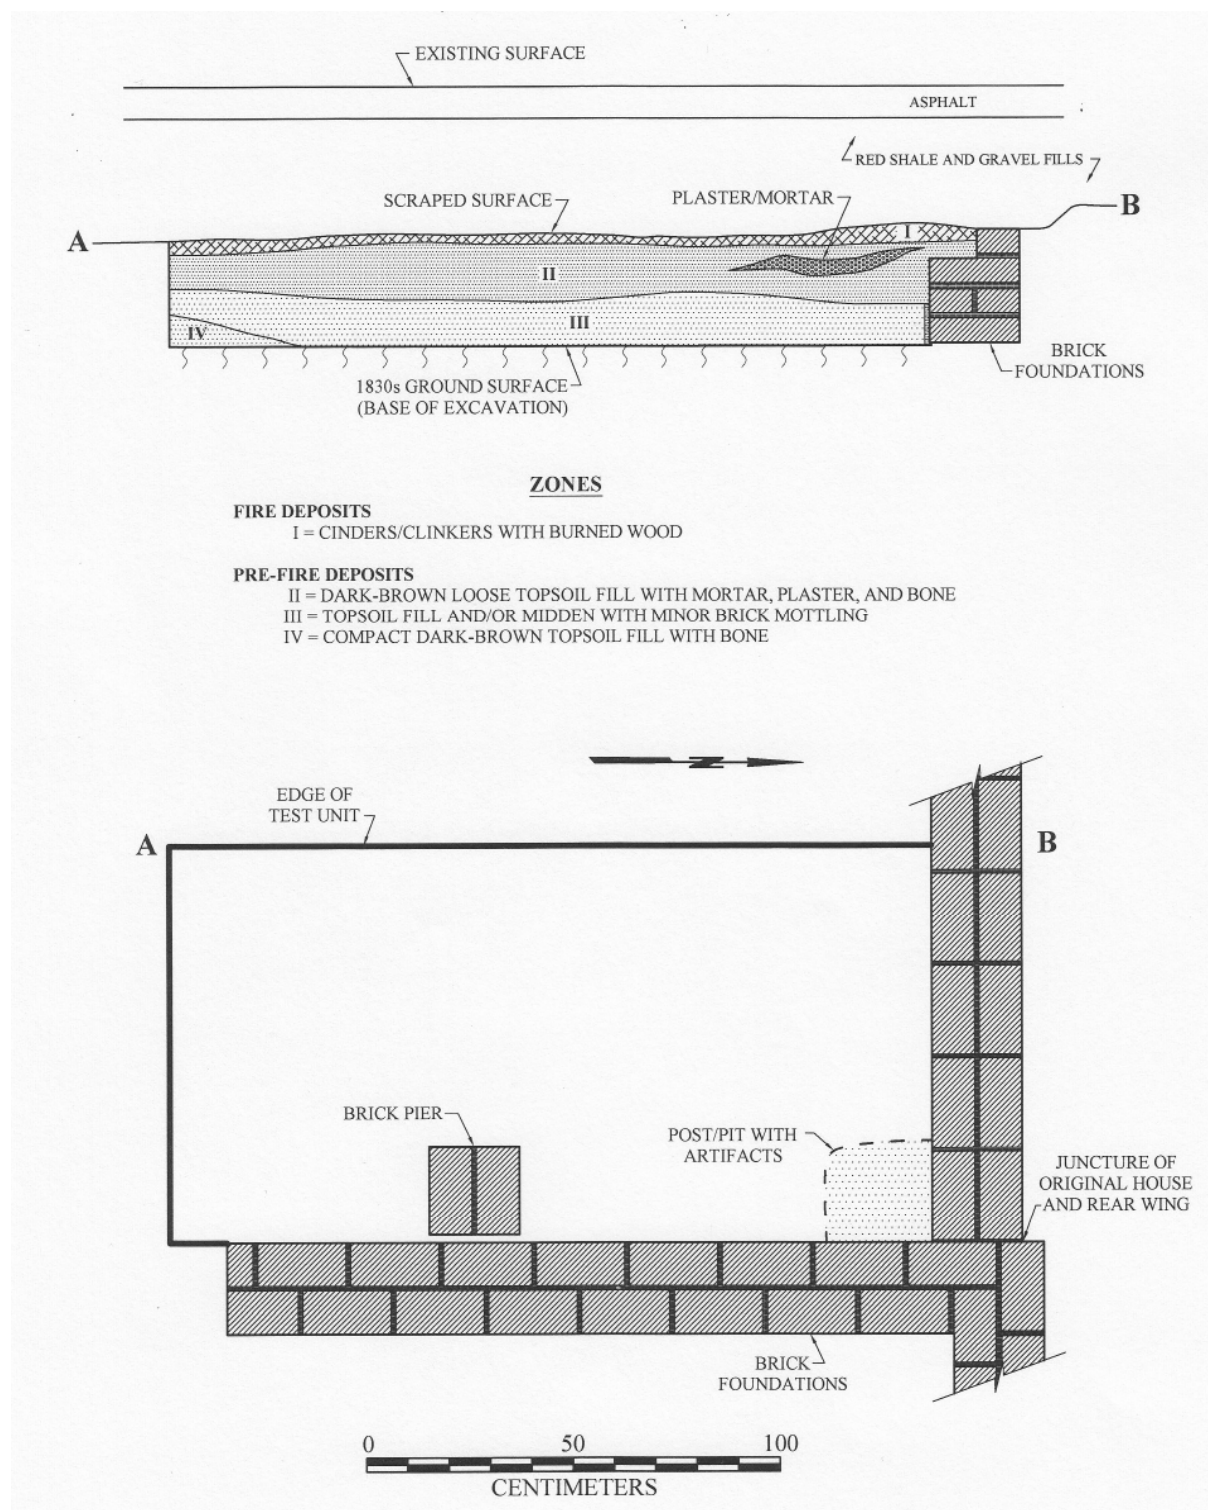 EXISTING SURFACE
ASPHALT
RED SHALE AND GRAVEL FILLS
SCRAPED SURFACE
PLASTER/MORTAR
A
B
I
II
III
IV
1830s GROUND SURFACE
(BASE OF EXCAVATION)
BRICK
FOUNDATIONS
ZONES
FIRE DEPOSITS
I = CINDERS/CLINKERS WITH BURNED WOOD
PRE-FIRE DEPOSITS
II = DARK-BROWN LOOSE TOPSOIL FILL WITH MORTAR, PLASTER, AND BONE
III = TOPSOIL FILL AND/OR MIDDEN WITH MINOR BRICK MOTTLING
IV = COMPACT DARK-BROWN TOPSOIL FILL WITH BONE
N
EDGE OF
TEST UNIT
A
B
BRICK PIER
POST/PIT WITH
ARTIFACTS
JUNCTURE OF
ORIGINAL HOUSE
AND REAR WING
BRICK
FOUNDATIONS
0 50 100
CENTIMETERS